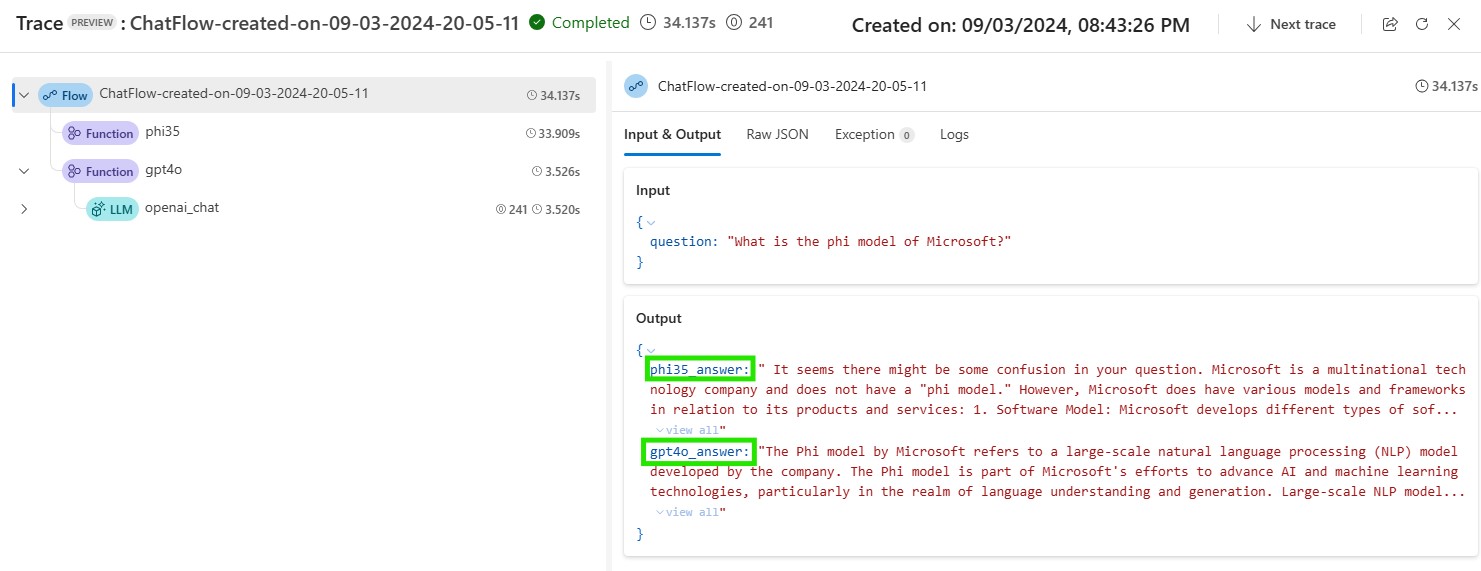 Trace PREVIEW : ChatFlow-created-on-09-03-2024-20-05-11 Completed 34.137s 241 Created on: 09/03/2024, 08:43:26 PM Next trace
Flow ChatFlow-created-on-09-03-2024-20-05-11 34.137s
Function phi35 33.909s
Function gpt4o 3.526s
LLM openai_chat 241 3.520s
ChatFlow-created-on-09-03-2024-20-05-11 34.137s
Input & Output Raw JSON Exception 0 Logs
Input
{
question: "What is the phi model of Microsoft?"
}
Output
{
phi35_answer: " It seems there might be some confusion in your question. Microsoft is a multinational tech
nology company and does not have a "phi model." However, Microsoft does have various models and frameworks
in relation to its products and services: 1. Software Model: Microsoft develops different types of sof...
view all"
gpt4o_answer: "The Phi model by Microsoft refers to a large-scale natural language processing (NLP) model
developed by the company. The Phi model is part of Microsoft's efforts to advance AI and machine learning
technologies, particularly in the realm of language understanding and generation. Large-scale NLP model...
view all"
}